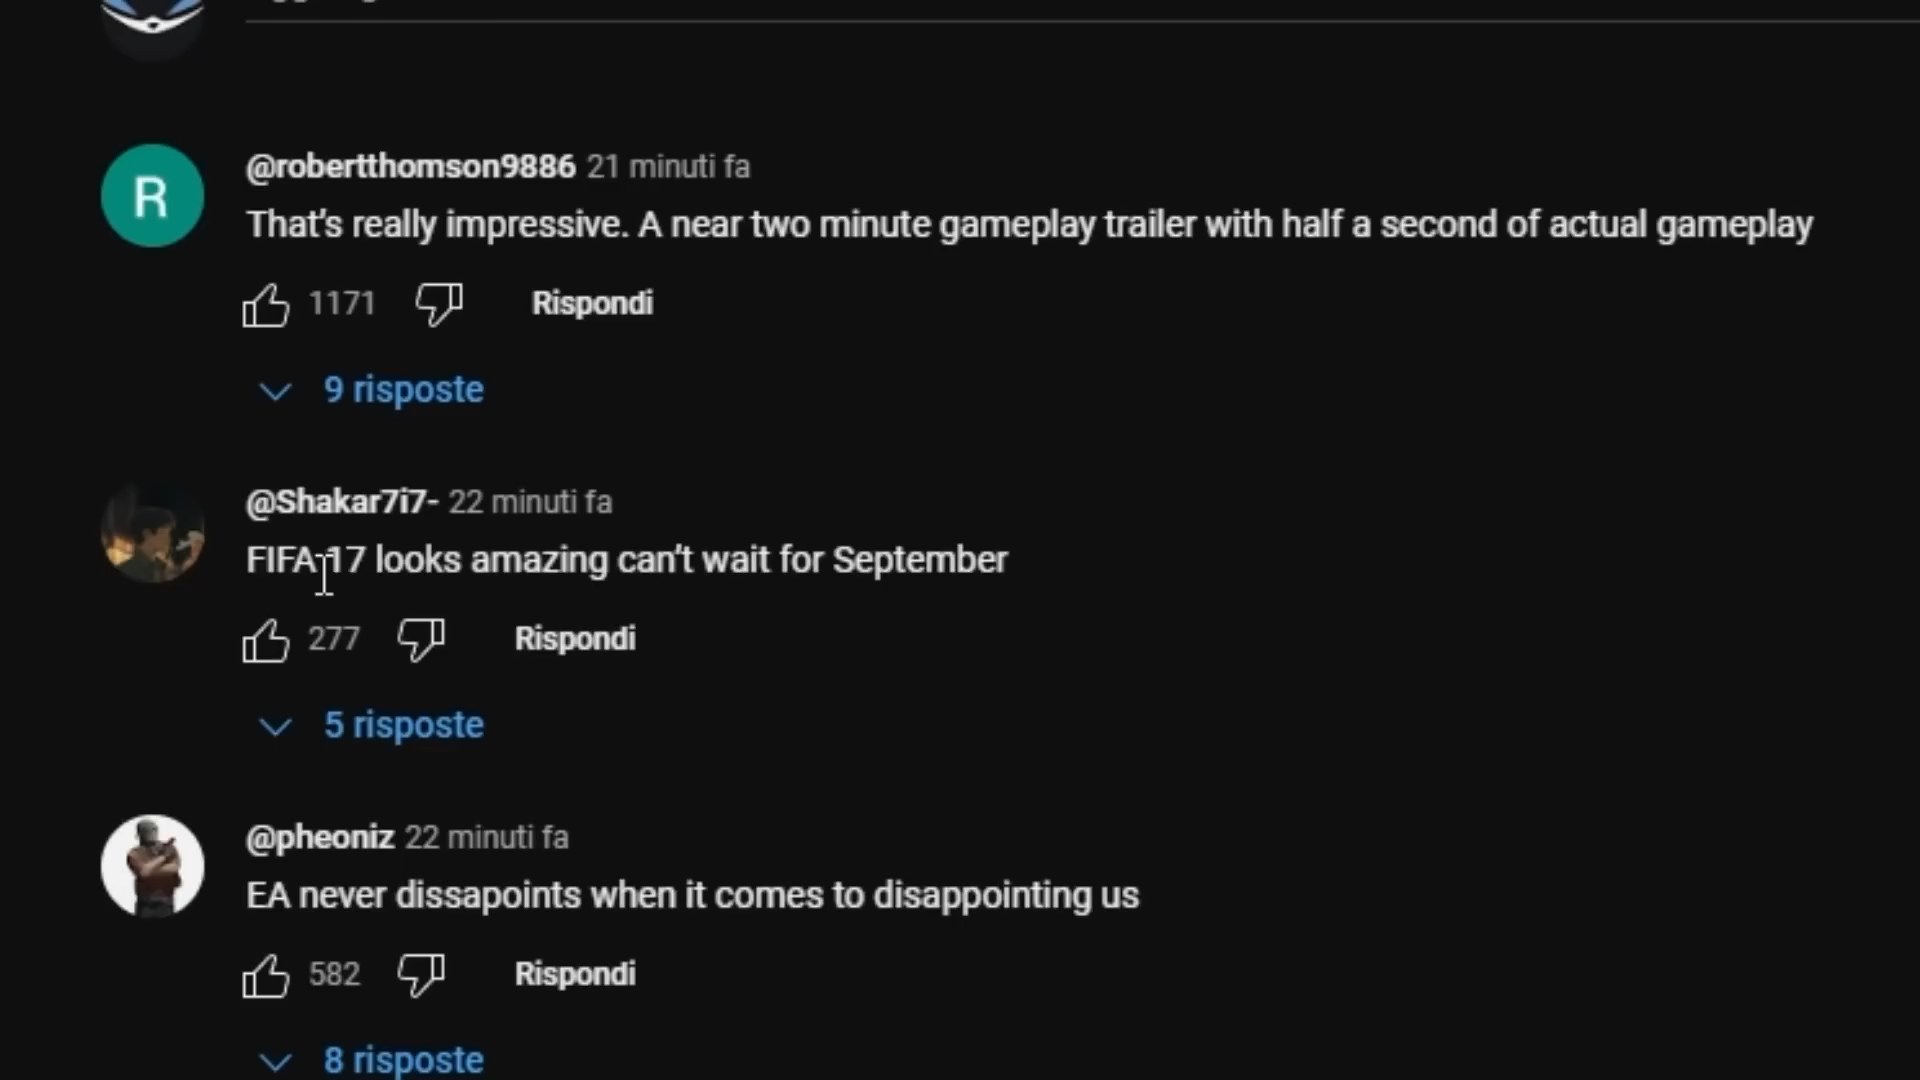 R
@robertthomson9886 21 minuti fa
That's really impressive. A near two minute gameplay trailer with half a second of actual gameplay
1171 Rispondi
9 risposte
@Shakar7i7- 22 minuti fa
FIFA 17 looks amazing can't wait for September
277 Rispondi
5 risposte
@pheoniz 22 minuti fa
EA never dissapoints when it comes to disappointing us
582 Rispondi
8 risposte